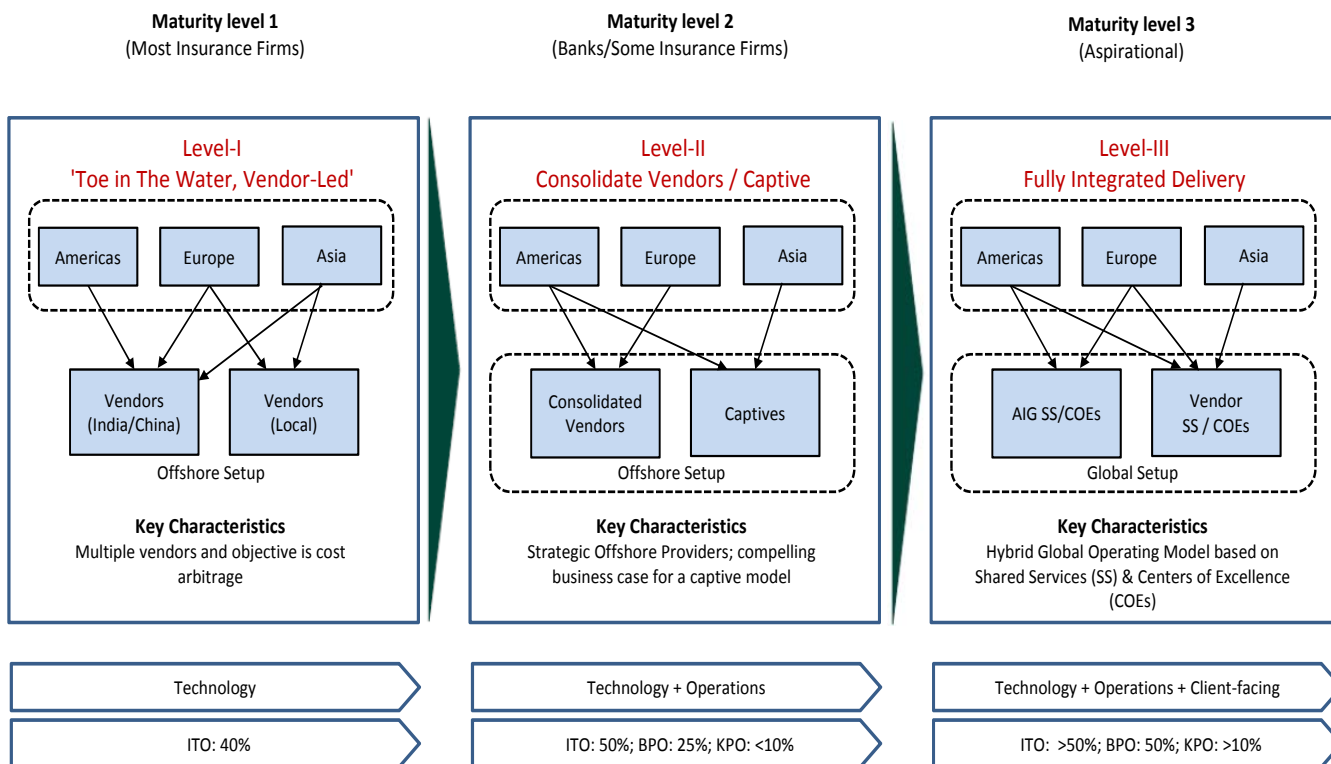 Maturity level 1
(Most Insurance Firms)
Maturity level 2
(Banks/Some Insurance Firms)
Maturity level 3
(Aspirational)
Level-I
'Toe in The Water, Vendor-Led'
Americas
Europe
Asia
Vendors
(India/China)
Vendors
(Local)
Offshore Setup
Key Characteristics
Multiple vendors and objective is cost
arbitrage
Level-II
Consolidate Vendors / Captive
Americas
Europe
Asia
Consolidated
Vendors
Captives
Offshore Setup
Key Characteristics
Strategic Offshore Providers; compelling
business case for a captive model
Level-III
Fully Integrated Delivery
Americas
Europe
Asia
AIG SS/COEs
Vendor
SS / COEs
Global Setup
Key Characteristics
Hybrid Global Operating Model based on
Shared Services (SS) & Centers of Excellence
(COEs)
Technology
Technology + Operations
Technology + Operations + Client-facing
ITO: 40%
ITO: 50%; BPO: 25%; KPO: <10%
ITO: >50%; BPO: 50%; KPO: >10%